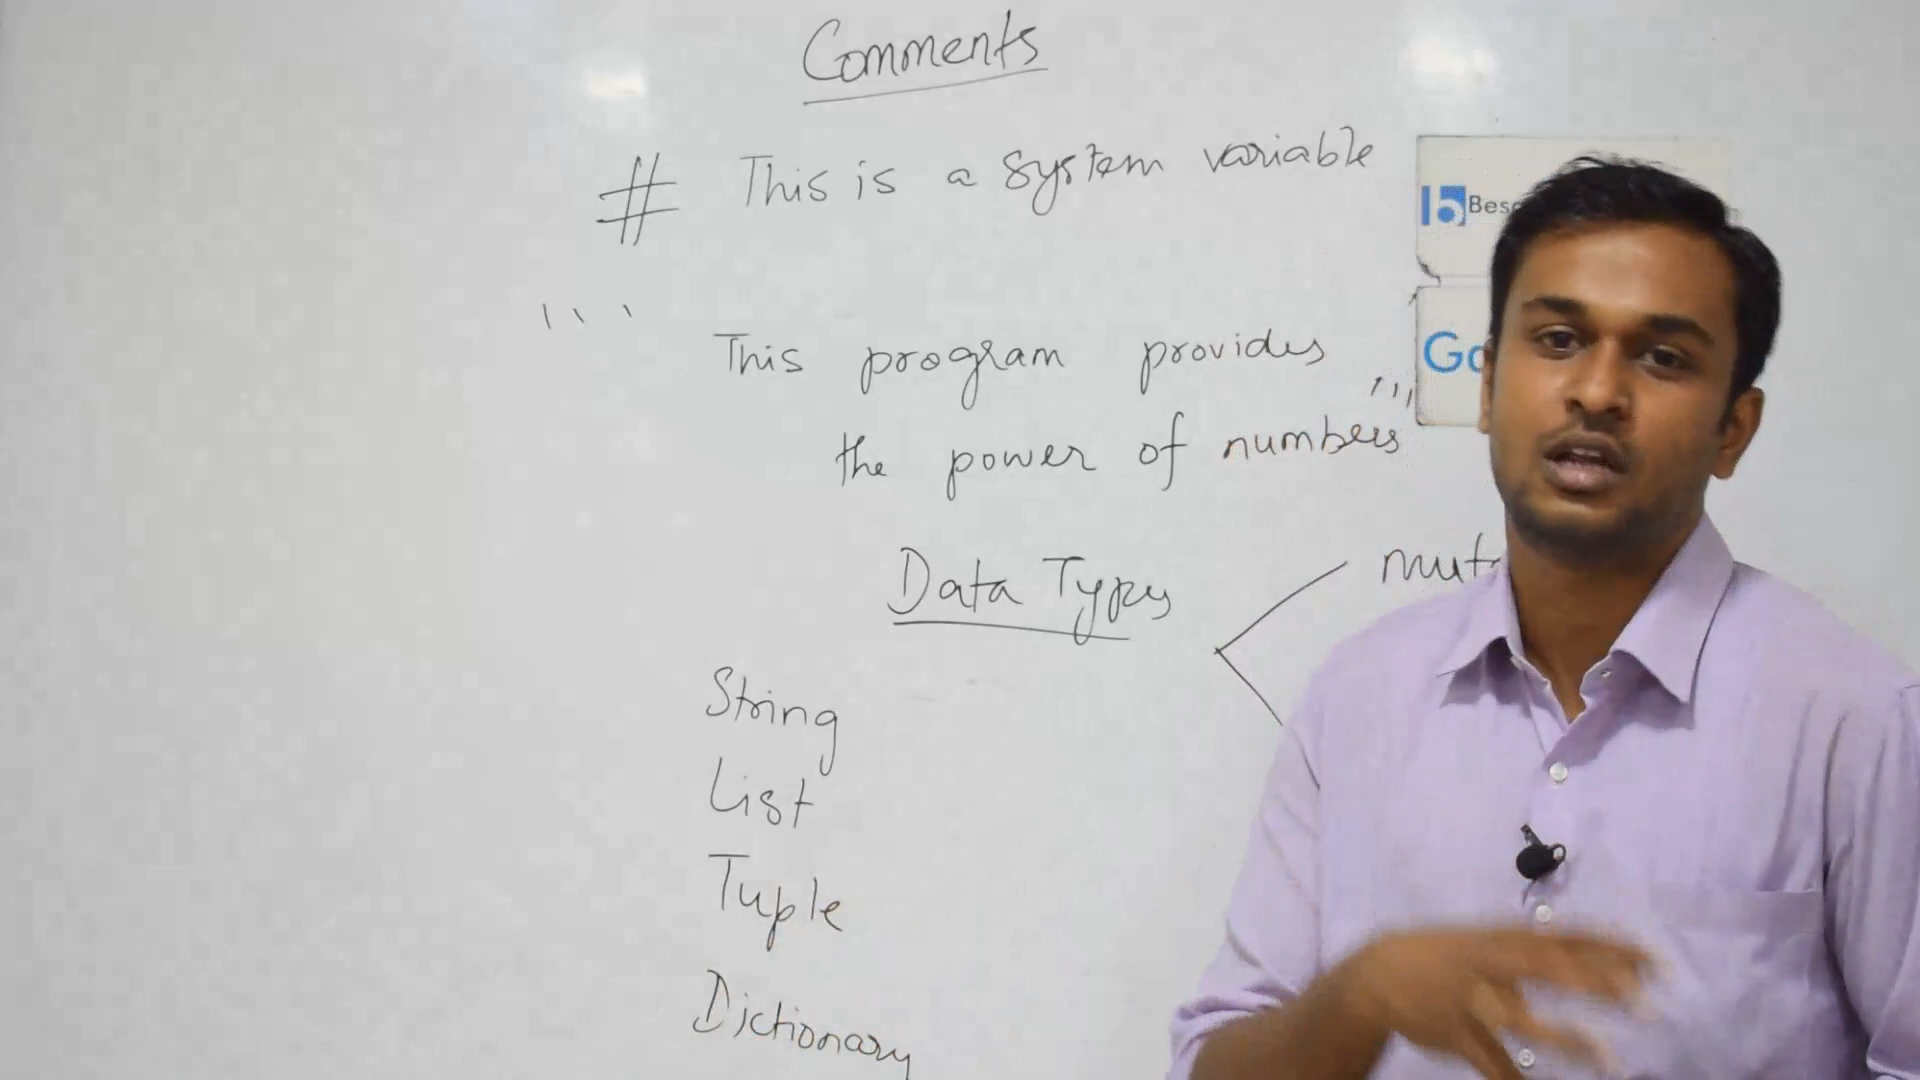 Comments
# This is a system variable
'''
This program provides
the power of numbers
'''
Data Types
String
List
Tuple
Dictionary